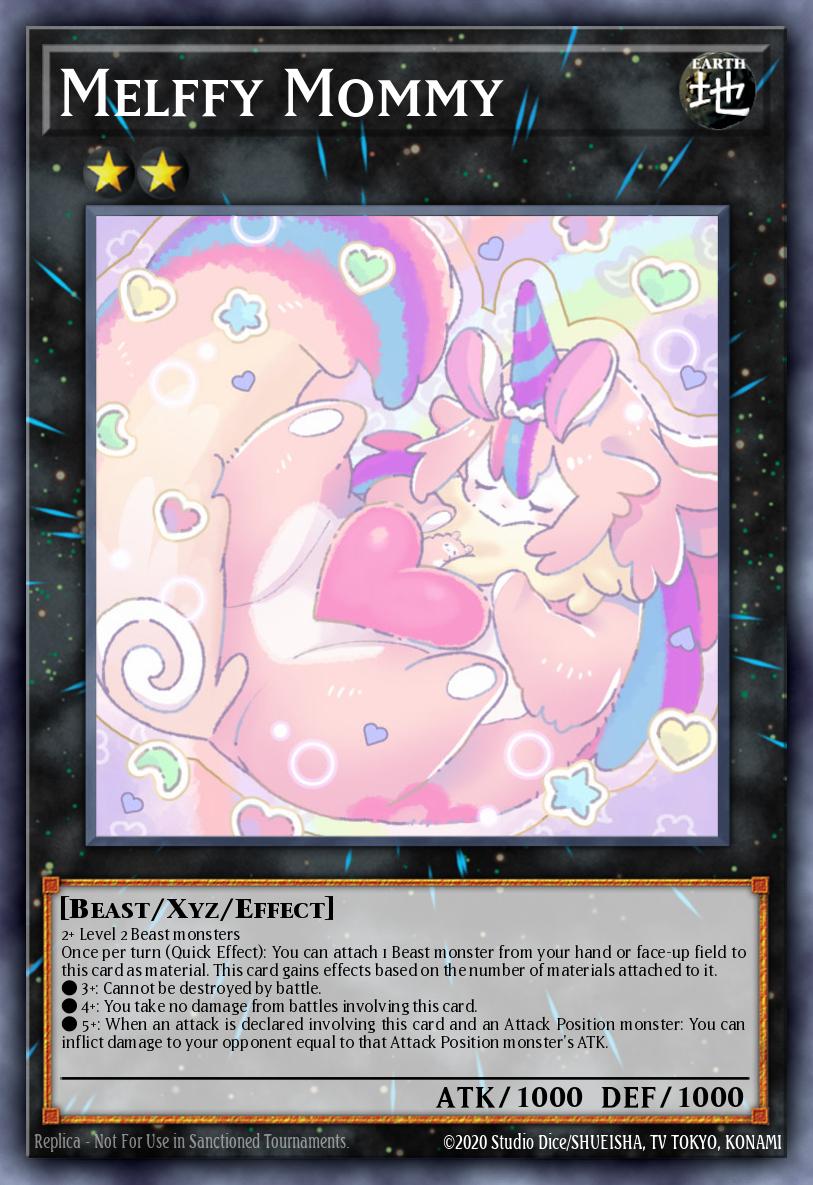 Melffy Mommy
EARTH
地
[Beast/Xyz/Effect]
2+ Level 2 Beast monsters
Once per turn (Quick Effect): You can attach 1 Beast monster from your hand or face-up field to
this card as material. This card gains effects based on the number of materials attached to it.
● 3+: Cannot be destroyed by battle.
● 4+: You take no damage from battles involving this card.
● 5+: When an attack is declared involving this card and an Attack Position monster: You can
inflict damage to your opponent equal to that Attack Position monster's ATK.
ATK/1000 DEF/1000
Replica - Not For Use in Sanctioned Tournaments.
©2020 Studio Dice/SHUEISHA, TV TOKYO, KONAMI